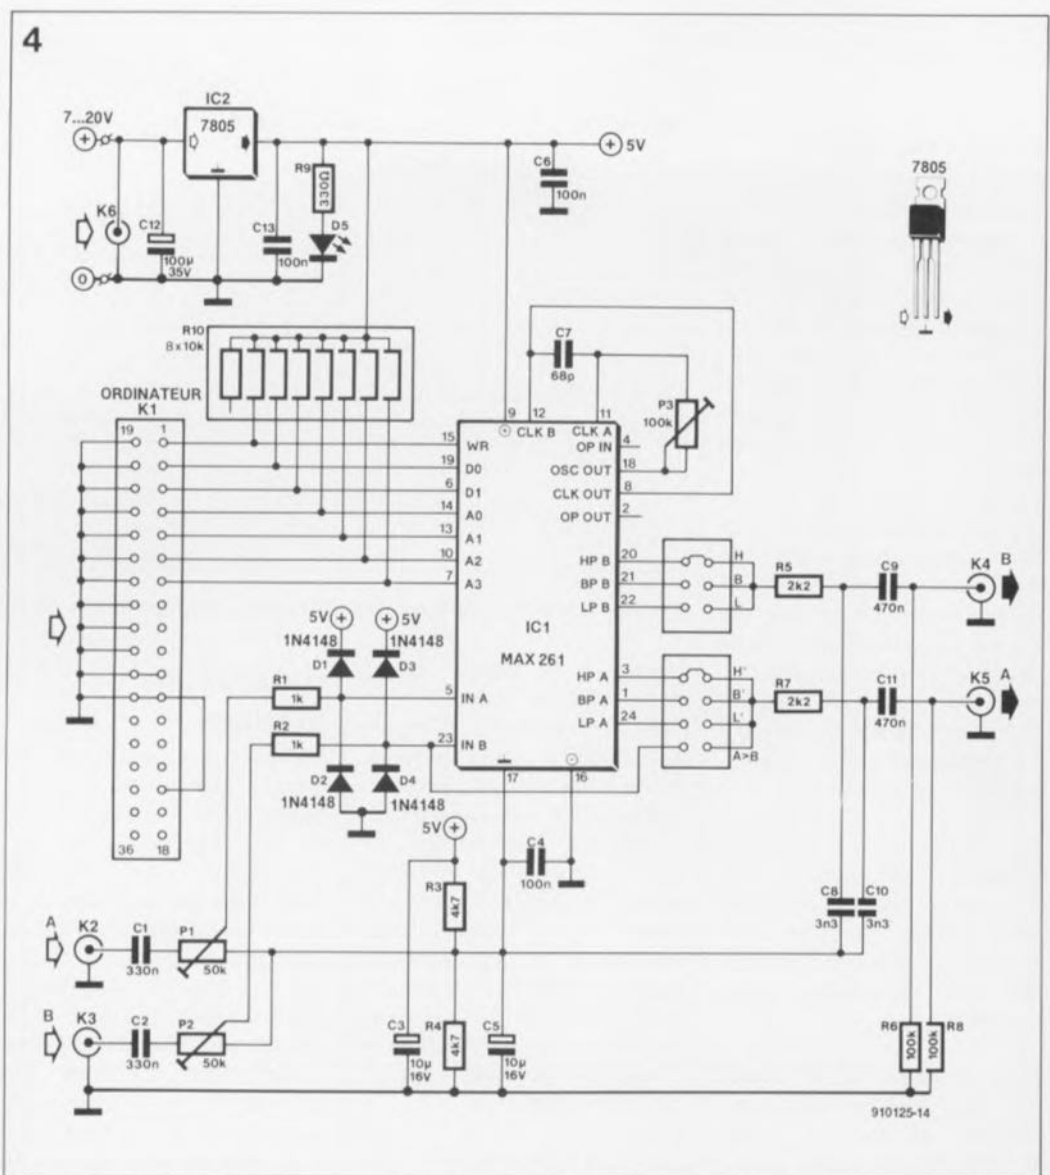 4
IC2
7...20V
7805
5V
C6
100n
R9
330Ω
D5
K6
C12
100µ
35V
C13
100n
0
7805
R10
8x10k
C7
68p
P3
100k
ORDINATEUR
K1
19 1
36 18
9 12 11
CLK B CLK A
15 WR
19 D0
6 D1
14 A0
13 A1
10 A2
7 A3
5 IN A
23 IN B
OP IN 4
OSC OUT 18
CLK OUT 8
OP OUT 2
HP B 20
BP B 21
LP B 22
IC1
MAX 261
HP A 3
BP A 1
LP A 24
17 16
H
B
L
H'
B'
L'
A>B
R5
2k2
C9
470n
K4
B
R7
2k2
C11
470n
K5
A
5V 5V
1N4148 1N4148
D1 D3
R1
1k
R2
1k
D2 D4
1N4148 1N4148
5V
C4
100n
R3
4k7
C8 C10
3n3 3n3
A
K2
C1
330n
P1
50k
B
K3
C2
330n
P2
50k
C3
10µ
16V
R4
4k7
C5
10µ
16V
R6 R8
100k 100k
910125-14